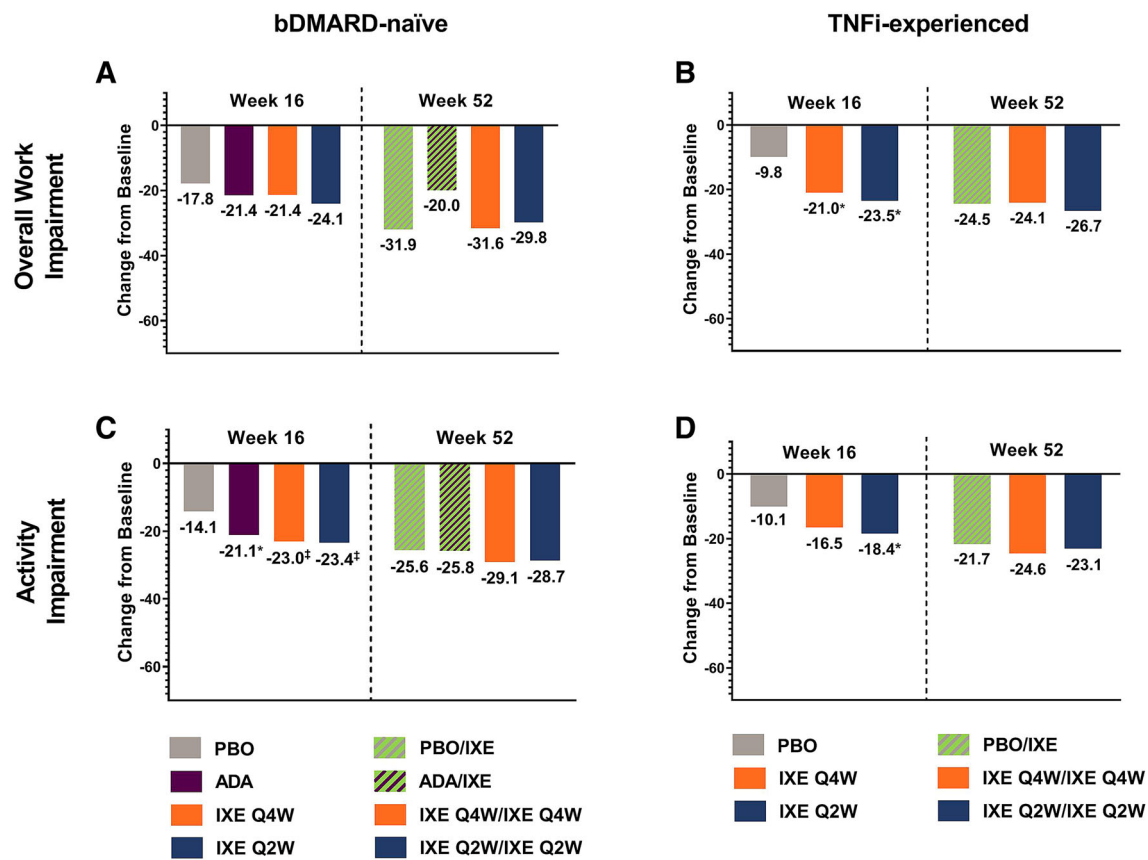 bDMARD-naïve
TNFi-experienced
Overall Work
Impairment
A
Week 16
Week 52
Change from Baseline
0
-20
-40
-60
-17.8
-21.4
-21.4
-24.1
-31.9
-20.0
-31.6
-29.8
B
Week 16
Week 52
Change from Baseline
0
-20
-40
-60
-9.8
-21.0*
-23.5*
-24.5
-24.1
-26.7
Activity
Impairment
C
Week 16
Week 52
Change from Baseline
0
-20
-40
-60
-14.1
-21.1*
-23.0‡
-23.4‡
-25.6
-25.8
-29.1
-28.7
D
Week 16
Week 52
Change from Baseline
0
-20
-40
-60
-10.1
-16.5
-18.4*
-21.7
-24.6
-23.1
PBO
ADA
IXE Q4W
IXE Q2W
PBO/IXE
ADA/IXE
IXE Q4W/IXE Q4W
IXE Q2W/IXE Q2W
PBO
IXE Q4W
IXE Q2W
PBO/IXE
IXE Q4W/IXE Q4W
IXE Q2W/IXE Q2W